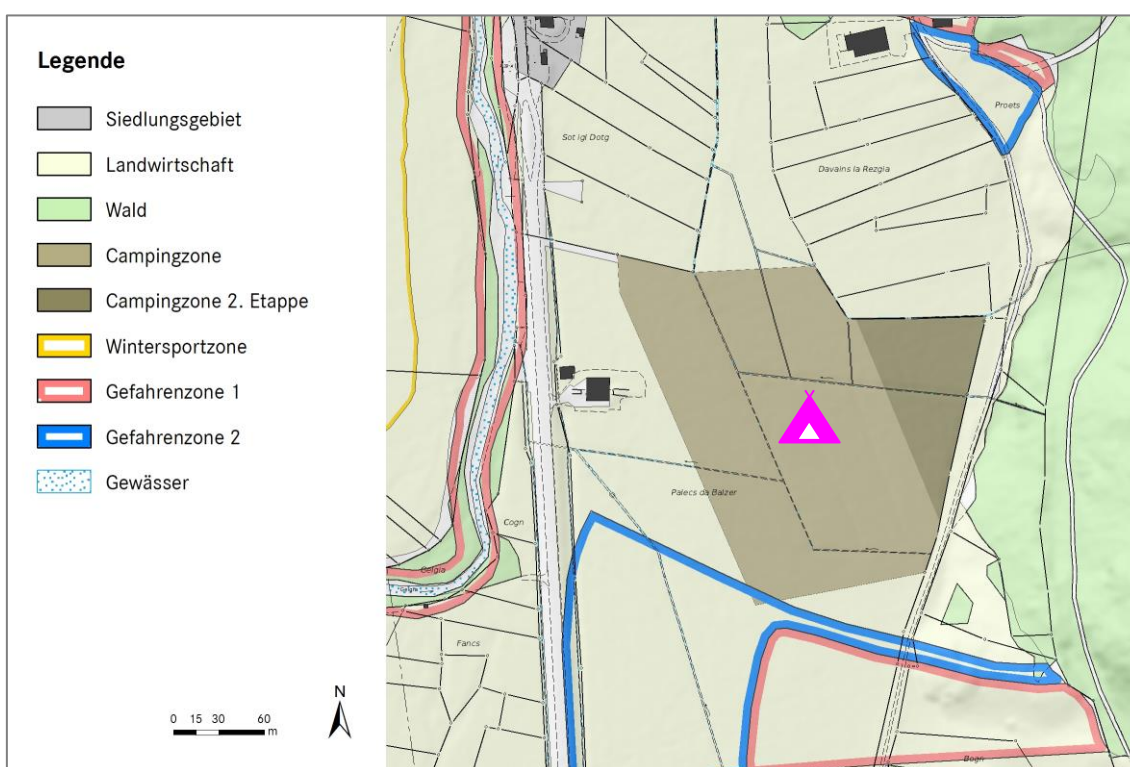 Legende
Siedlungsgebiet
Landwirtschaft
Wald
Campingzone
Campingzone 2. Etappe
Wintersportzone
Gefahrenzone 1
Gefahrenzone 2
Gewässer
0 15 30 60
m
N
Proets
Sot igl Dotg
Davains la Rezgia
Palecs da Balzer
Cogn
Gelgia
Fancs
Bogn